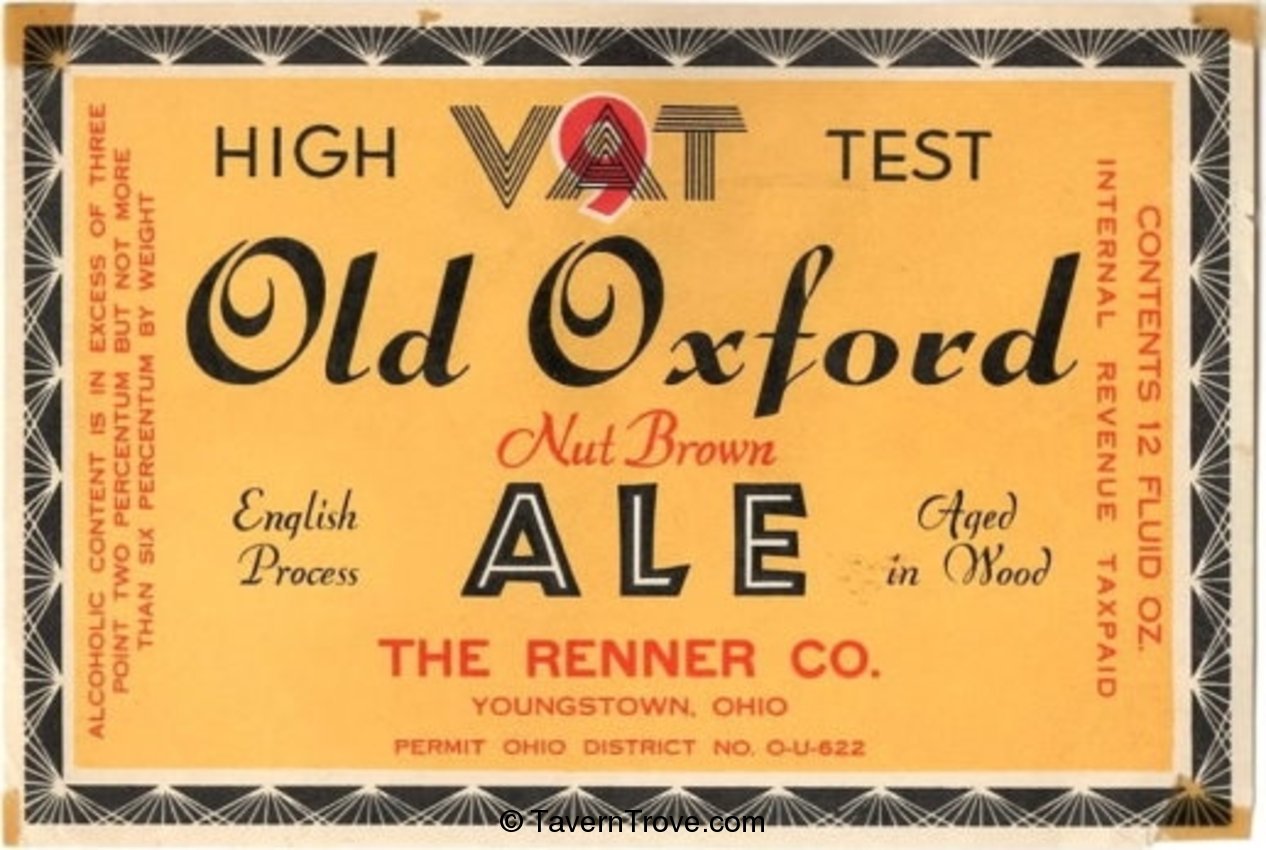 HIGH VAT 9 TEST
Old Oxford
Nut Brown
English
Process
ALE
Aged
in Wood
THE RENNER CO.
YOUNGSTOWN, OHIO
PERMIT OHIO DISTRICT NO. O-U-622
ALCOHOLIC CONTENT IS IN EXCESS OF THREE
POINT TWO PERCENTUM BUT NOT MORE
THAN SIX PERCENTUM BY WEIGHT
CONTENTS 12 FLUID OZ.
INTERNAL REVENUE TAXPAID
© TavernTrove.com